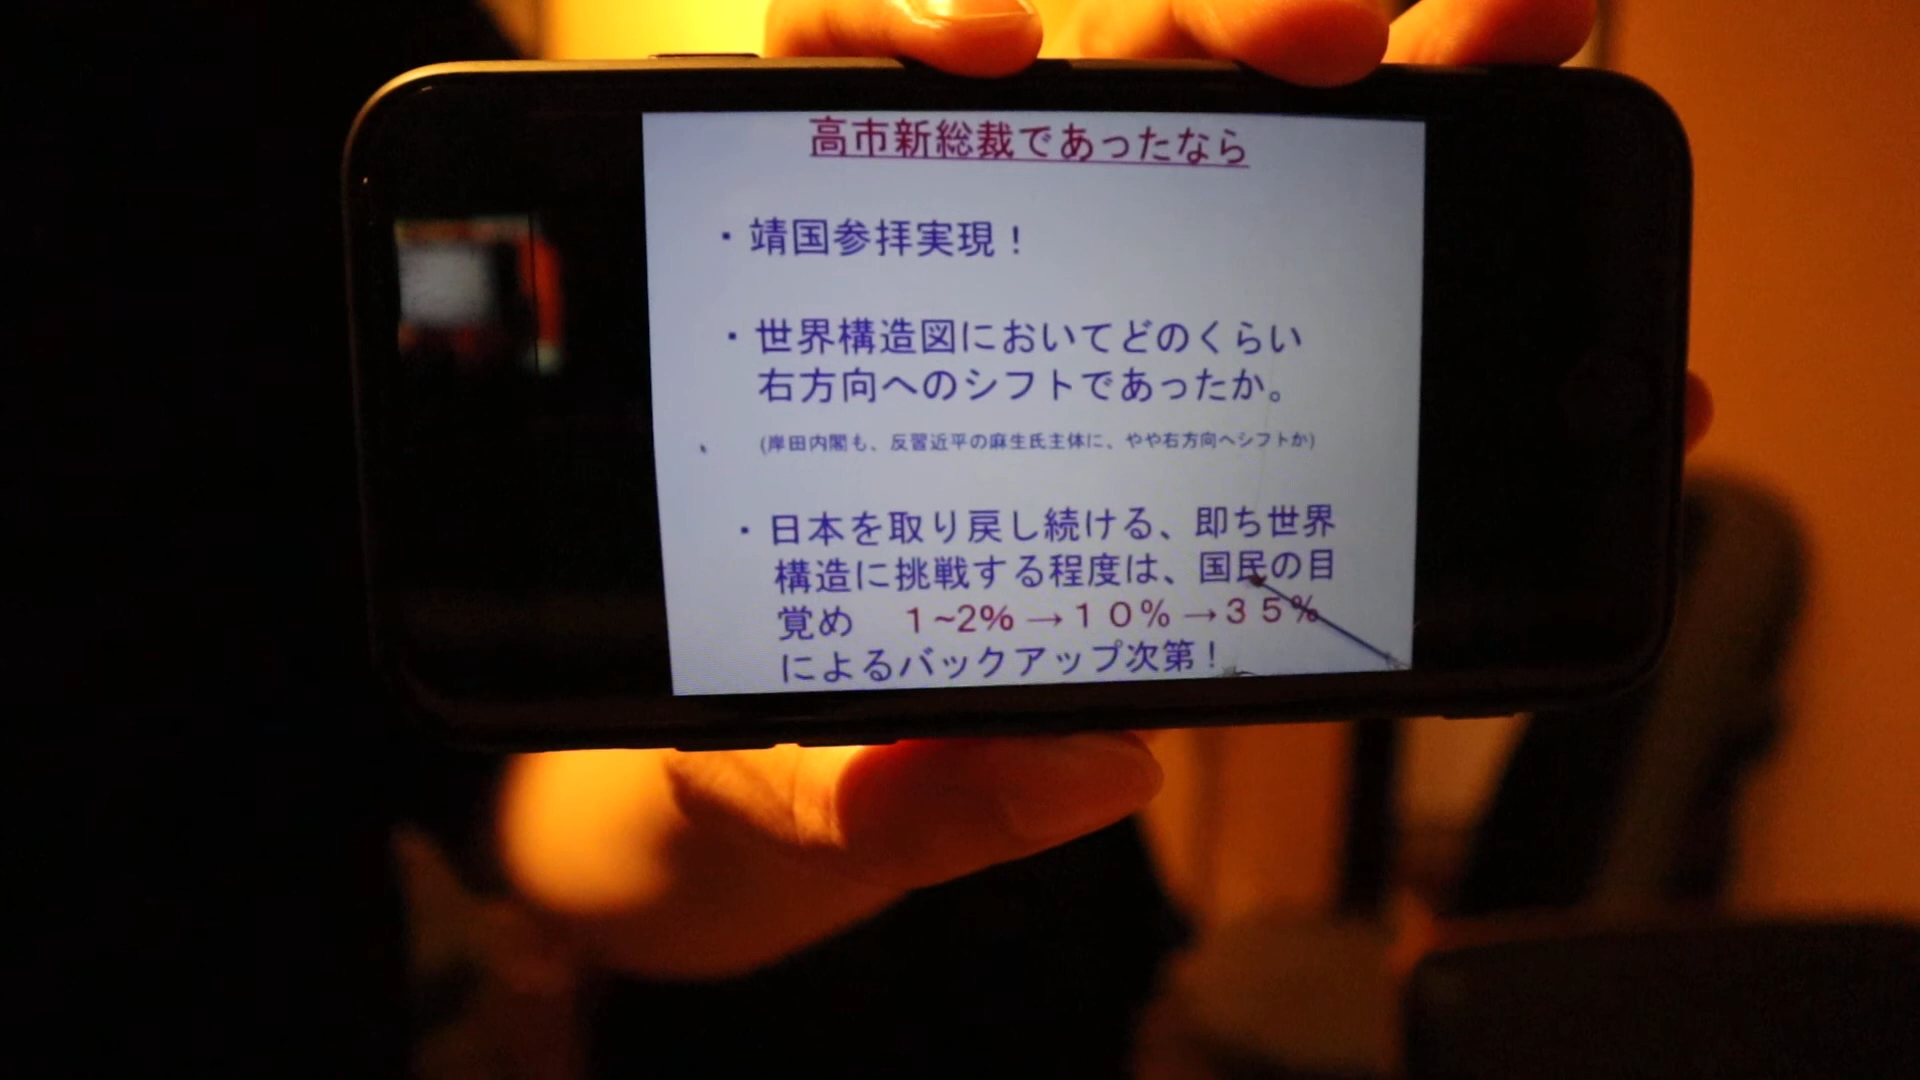 高市新総裁であったなら
・靖国参拝実現！
・世界構造図においてどのくらい
右方向へのシフトであったか。
(岸田内閣も、反習近平の麻生氏主体に、やや右方向へシフトか)
・日本を取り戻し続ける、即ち世界
構造に挑戦する程度は、国民の目
覚め　1~2%→１０%→３５%
によるバックアップ次第！